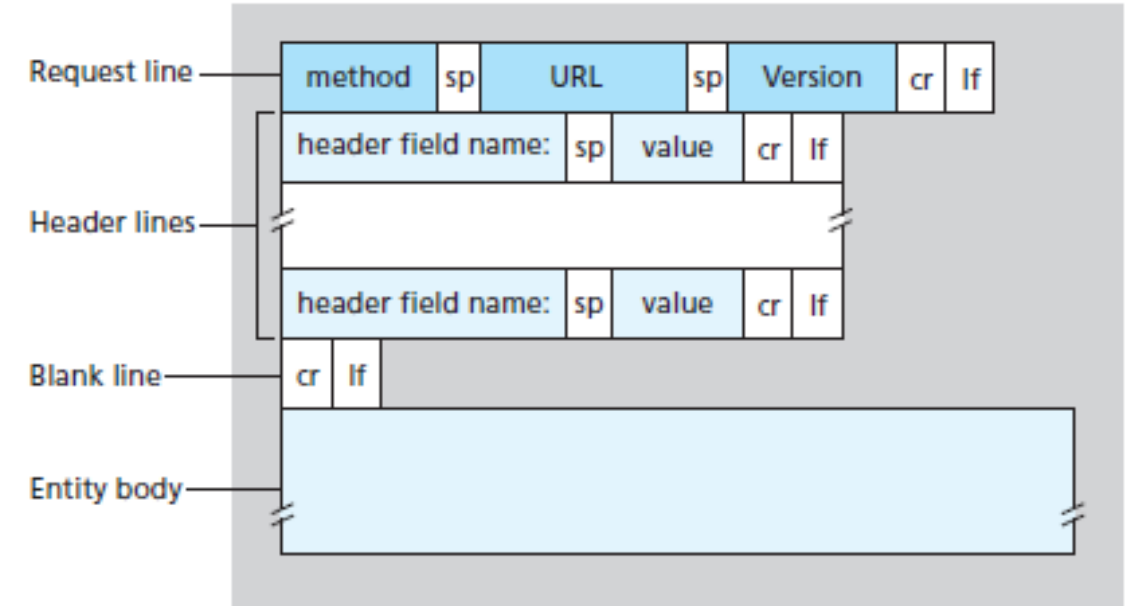 Request line method sp URL sp Version cr lf
header field name: sp value cr lf
Header lines
header field name: sp value cr lf
Blank line cr lf
Entity body